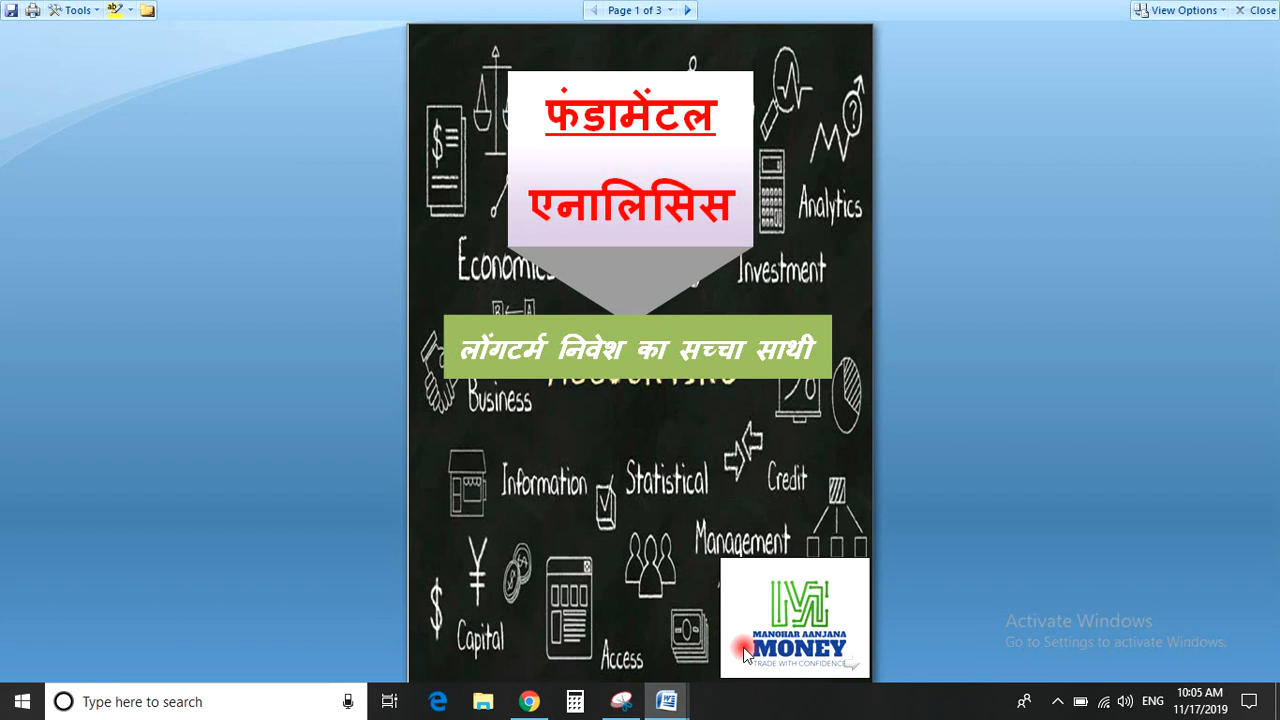 Tools
Page 1 of 3
View Options
Close
फंडामेंटल
एनालिसिस
Analytics
Economics
Investment
लोंगटर्म निवेश का सच्चा साथी
Business
Information
Statistical
Credit
Management
Capital
Access
MANOHAR AANJANA
MONEY
TRADE WITH CONFIDENCE
Activate Windows
Go to Settings to activate Windows.
Type here to search
ENG
10:05 AM
11/17/2019